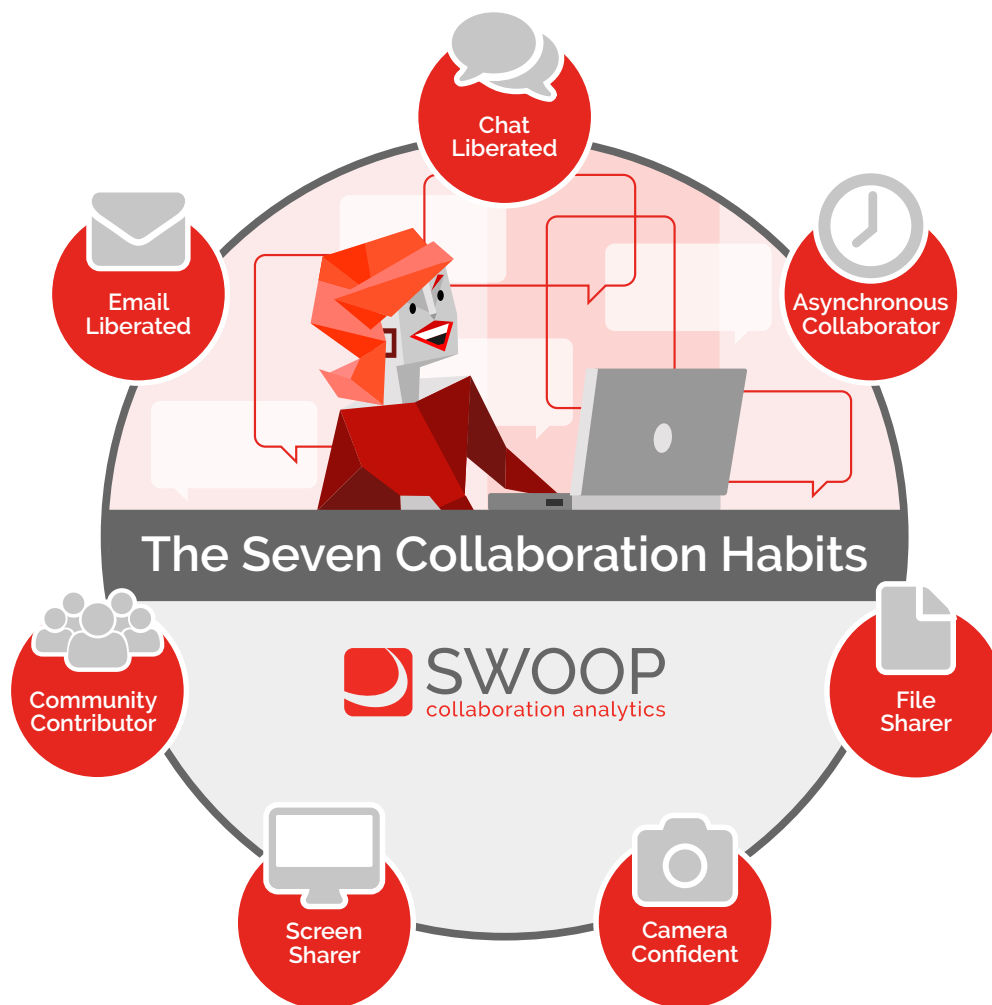 Chat
Liberated
Email
Liberated
Asynchronous
Collaborator
The Seven Collaboration Habits
SWOOP
collaboration analytics
Community
Contributor
File
Sharer
Screen
Sharer
Camera
Confident